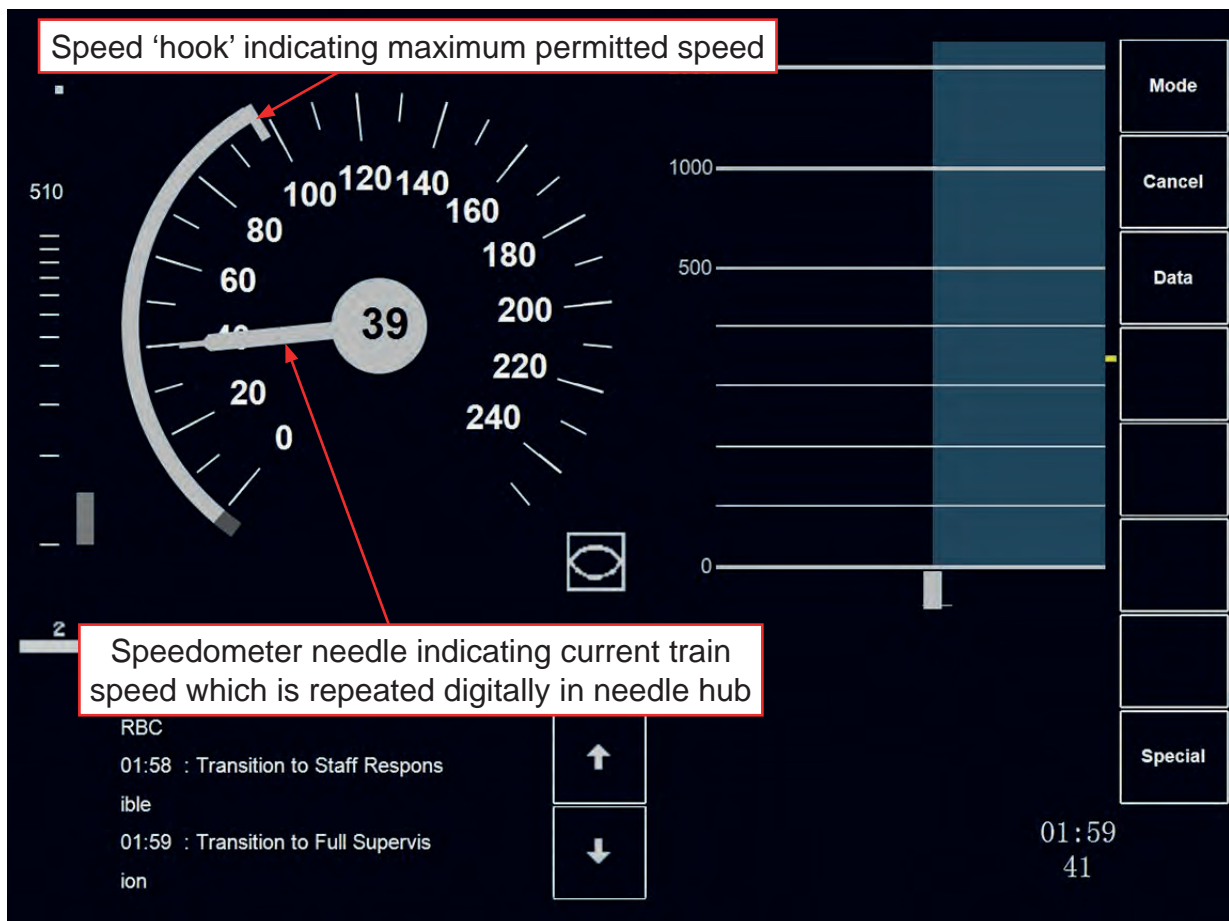 Speed ‘hook’ indicating maximum permitted speed
Mode
1000
Cancel
510
120 140
100
160
80
180
500
Data
60
200
39
220
20
240
0
0
2
Speedometer needle indicating current train
speed which is repeated digitally in needle hub
RBC
01:58 : Transition to Staff Respons
ible
01:59 : Transition to Full Supervis
ion
Special
01:59
41